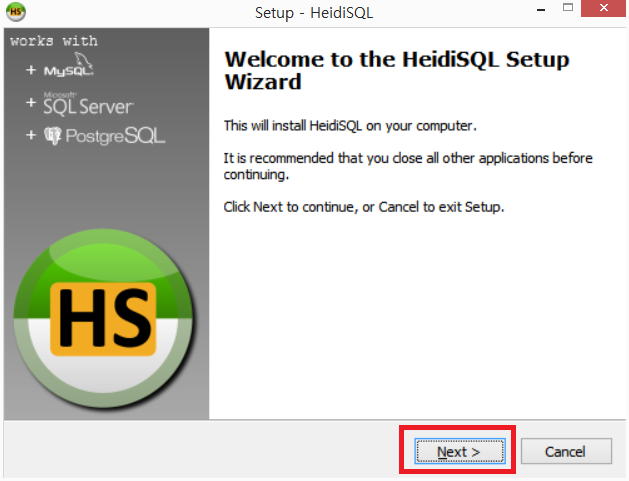 Setup - HeidiSQL
works with
+ MySQL
+ Microsoft SQL Server
+ PostgreSQL
HS
Welcome to the HeidiSQL Setup
Wizard
This will install HeidiSQL on your computer.
It is recommended that you close all other applications before
continuing.
Click Next to continue, or Cancel to exit Setup.
Next >
Cancel